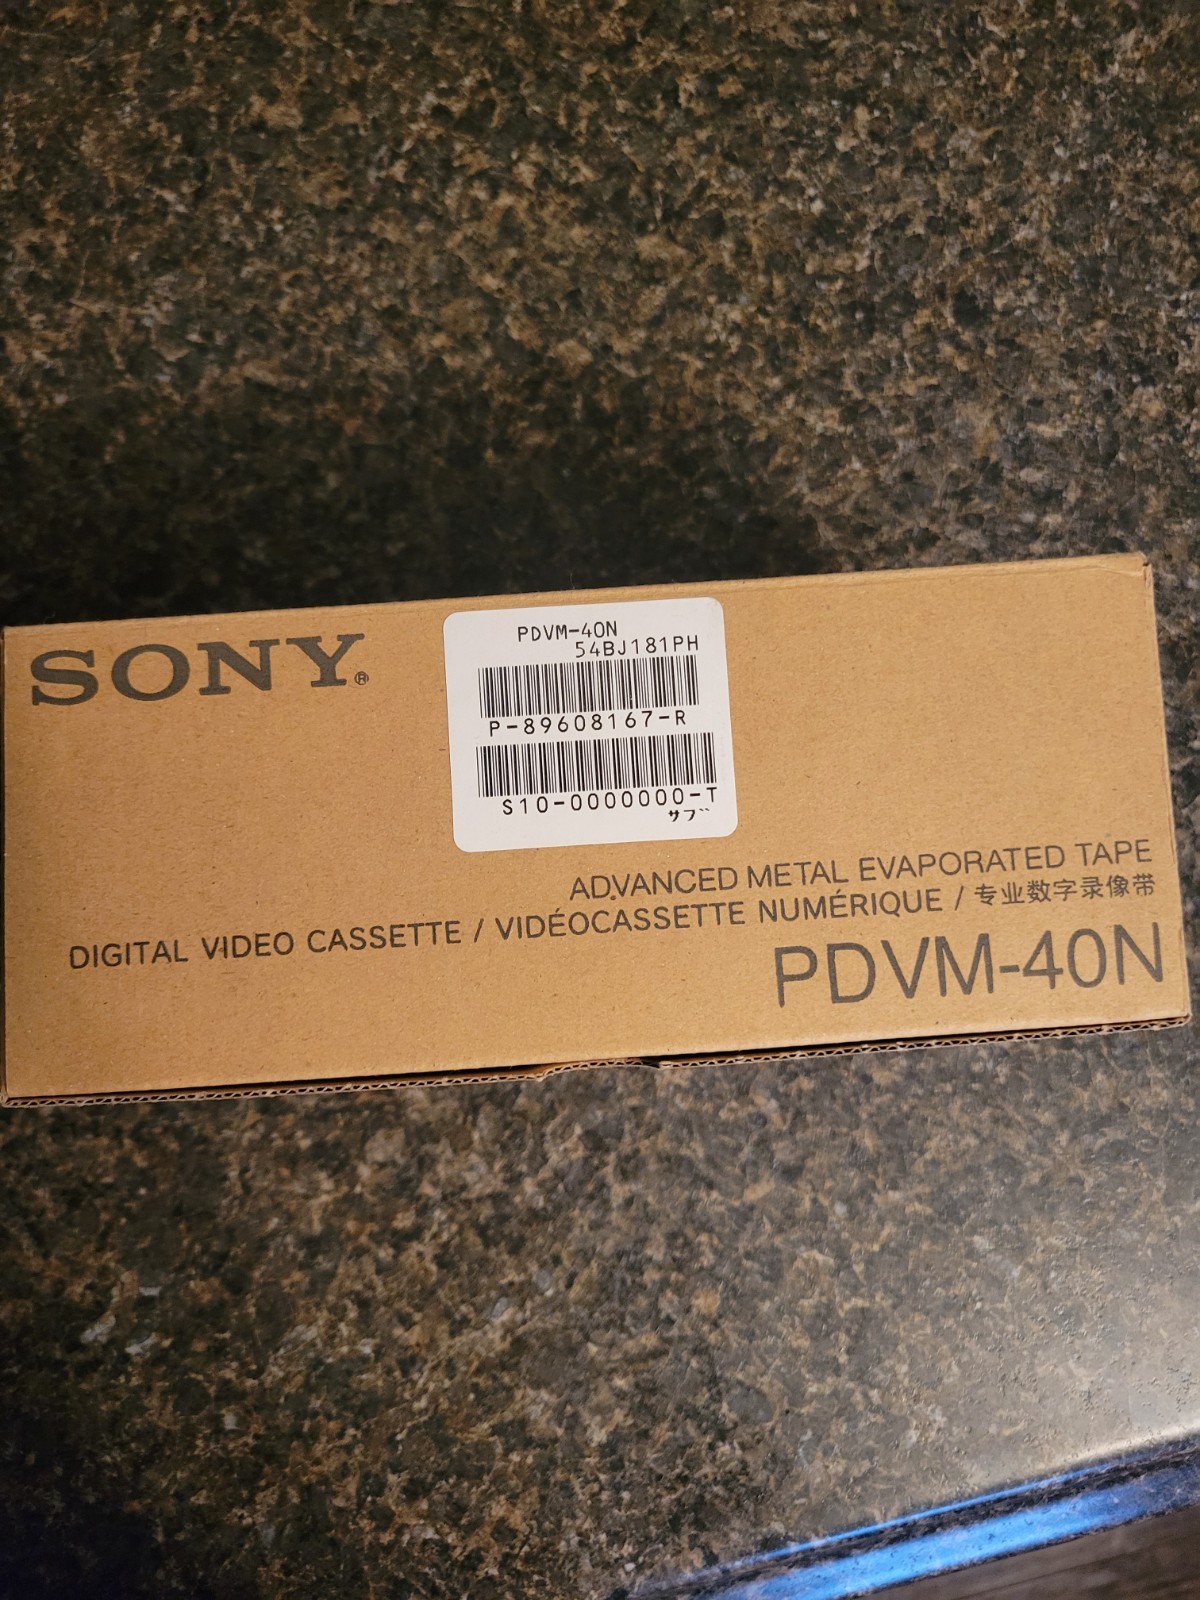 SONY®
PDVM-40N
54BJ181PH
P-89608167-R
S10-0000000-T
サブ
ADVANCED METAL EVAPORATED TAPE
DIGITAL VIDEO CASSETTE / VIDÉOCASSETTE NUMÉRIQUE / 专业数字录像带
PDVM-40N